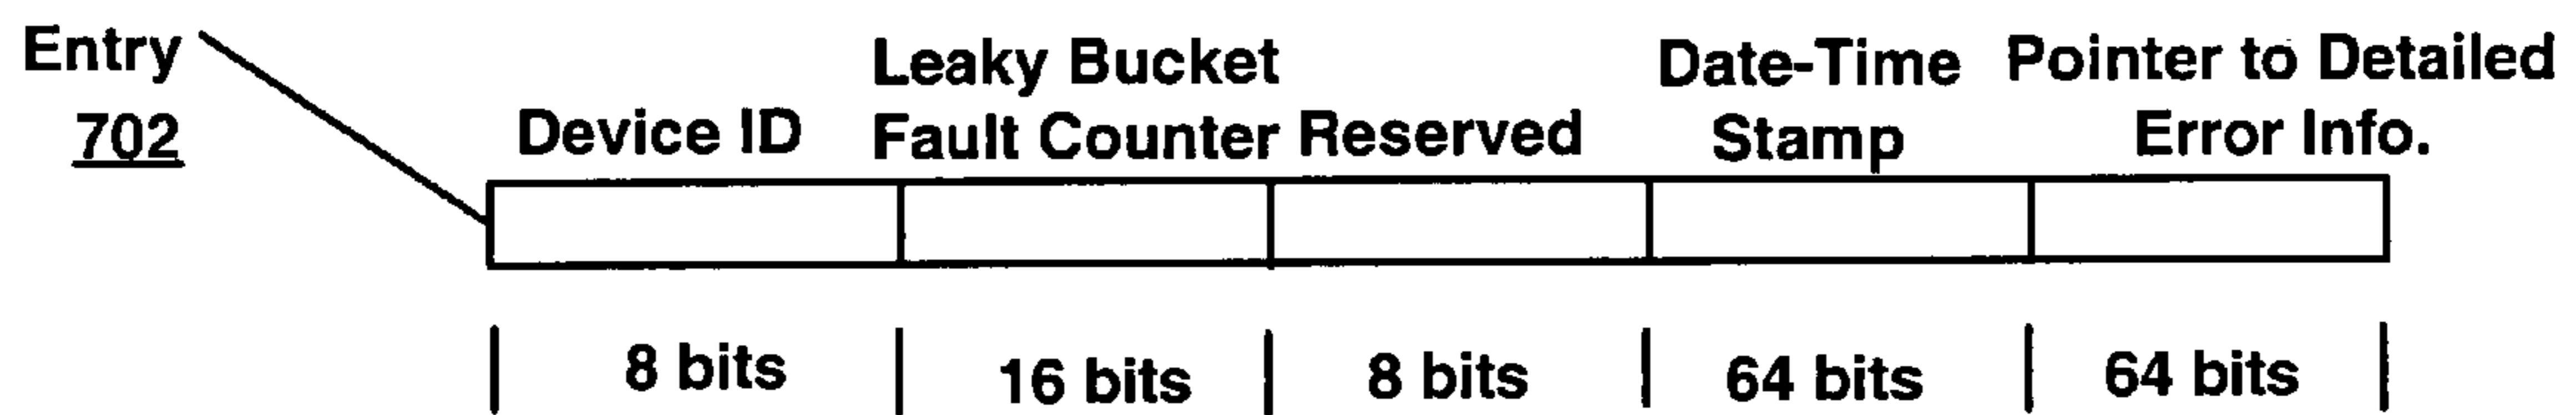 Entry
702
Device ID
Leaky Bucket
Fault Counter
Reserved
Date-Time
Stamp
Pointer to Detailed
Error Info.
8 bits
16 bits
8 bits
64 bits
64 bits